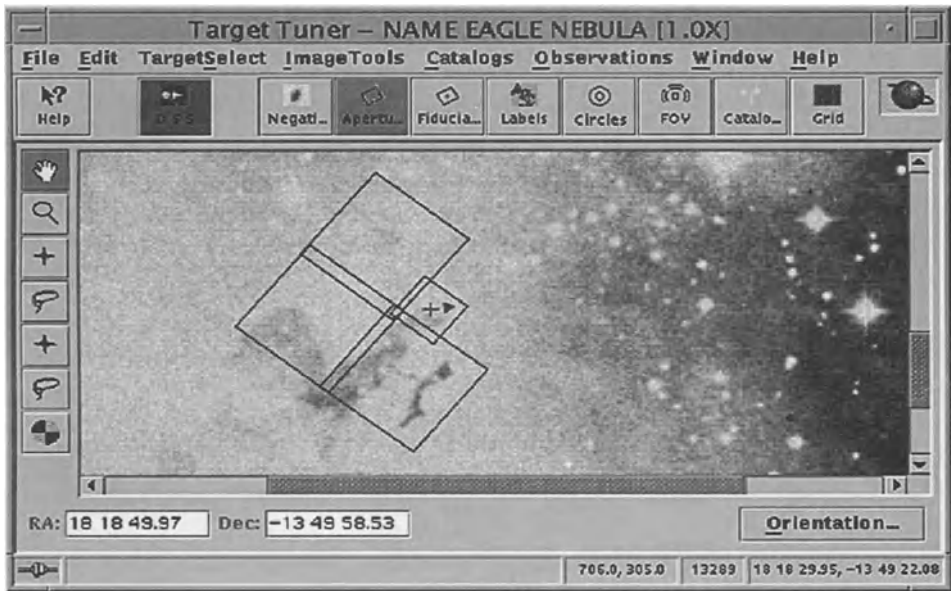 Target Tuner – NAME EAGLE NEBULA [1.0X]
File Edit TargetSelect ImageTools Catalogs Observations Window Help
Help DSS Negati... Apertu... Fiducia... Labels Circles FOV Catalo... Grid
RA: 18 18 49.97 Dec: -13 49 58.53 Orientation...
706.0, 305.0 13289 18 18 29.95, -13 49 22.08